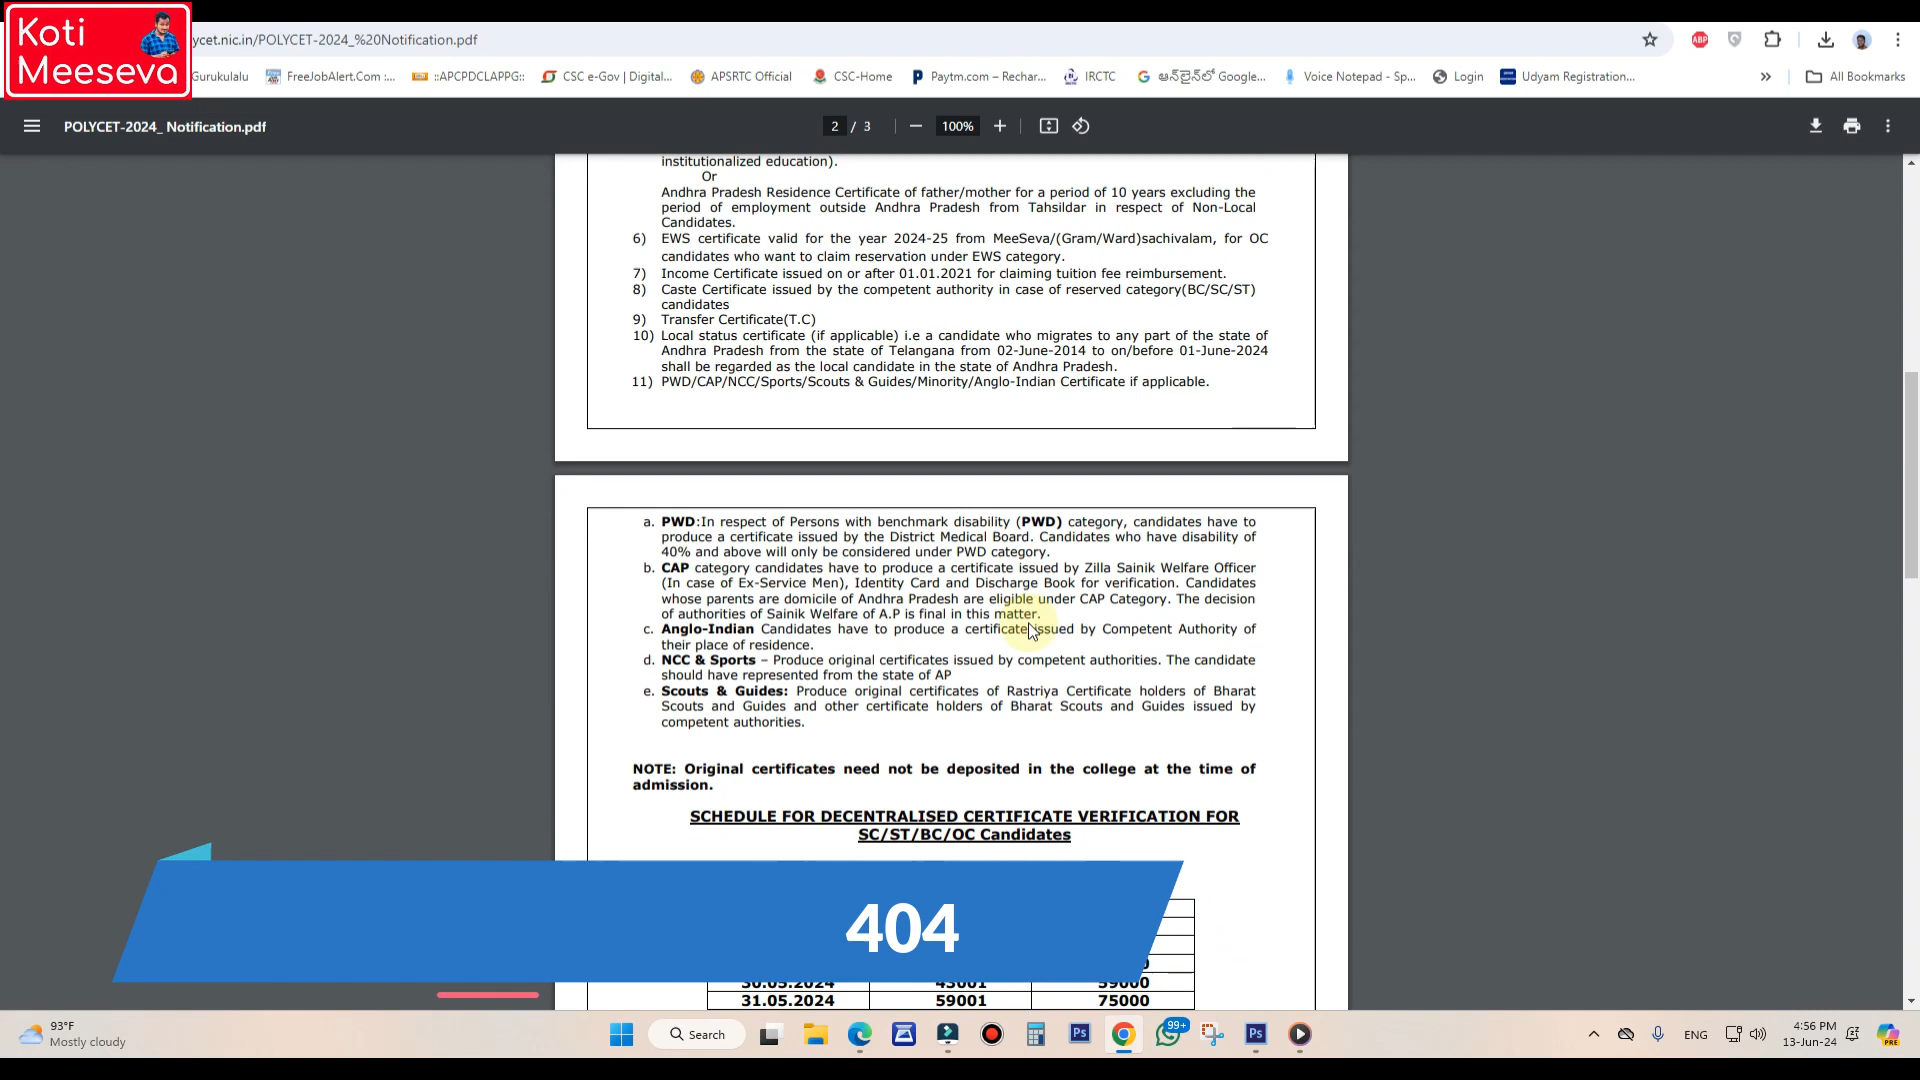 Koti
Meeseva
ycet.nic.in/POLYCET-2024_%20Notification.pdf
ABP
Gurukulalu
FreeJobAlert.Com :...
::APCPDCLAPPG::
CSC e-Gov | Digital...
APSRTC Official
CSC-Home
Paytm.com – Rechar...
IRCTC
ఆన్‌లైన్‌లో Google...
Voice Notepad - Sp...
Login
Udyam Registration...
»
All Bookmarks
POLYCET-2024_ Notification.pdf
2 / 3
100%
institutionalized education).
Or
Andhra Pradesh Residence Certificate of father/mother for a period of 10 years excluding the
period of employment outside Andhra Pradesh from Tahsildar in respect of Non-Local
Candidates.
6) EWS certificate valid for the year 2024-25 from MeeSeva/(Gram/Ward)sachivalam, for OC
candidates who want to claim reservation under EWS category.
7) Income Certificate issued on or after 01.01.2021 for claiming tuition fee reimbursement.
8) Caste Certificate issued by the competent authority in case of reserved category(BC/SC/ST)
candidates
9) Transfer Certificate(T.C)
10) Local status certificate (if applicable) i.e a candidate who migrates to any part of the state of
Andhra Pradesh from the state of Telangana from 02-June-2014 to on/before 01-June-2024
shall be regarded as the local candidate in the state of Andhra Pradesh.
11) PWD/CAP/NCC/Sports/Scouts & Guides/Minority/Anglo-Indian Certificate if applicable.
a. PWD:In respect of Persons with benchmark disability (PWD) category, candidates have to
produce a certificate issued by the District Medical Board. Candidates who have disability of
40% and above will only be considered under PWD category.
b. CAP category candidates have to produce a certificate issued by Zilla Sainik Welfare Officer
(In case of Ex-Service Men), Identity Card and Discharge Book for verification. Candidates
whose parents are domicile of Andhra Pradesh are eligible under CAP Category. The decision
of authorities of Sainik Welfare of A.P is final in this matter.
c. Anglo-Indian Candidates have to produce a certificate issued by Competent Authority of
their place of residence.
d. NCC & Sports – Produce original certificates issued by competent authorities. The candidate
should have represented from the state of AP
e. Scouts & Guides: Produce original certificates of Rastriya Certificate holders of Bharat
Scouts and Guides and other certificate holders of Bharat Scouts and Guides issued by
competent authorities.
NOTE: Original certificates need not be deposited in the college at the time of
admission.
SCHEDULE FOR DECENTRALISED CERTIFICATE VERIFICATION FOR
SC/ST/BC/OC Candidates
404
30.05.2024 43001 59000
31.05.2024 59001 75000
93°F
Mostly cloudy
Search
Ps
99+
Ps
ENG
4:56 PM
13-Jun-24
PRE